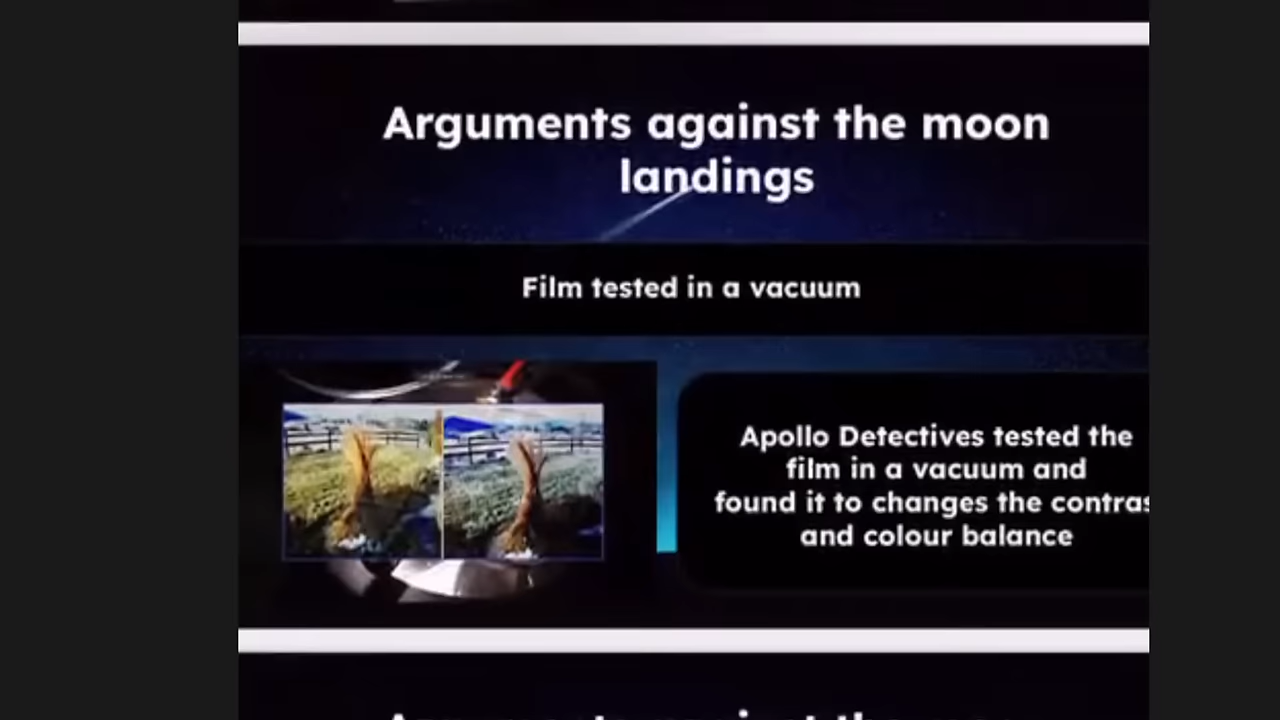 Arguments against the moon
landings
Film tested in a vacuum
Apollo Detectives tested the
film in a vacuum and
found it to changes the contras
and colour balance